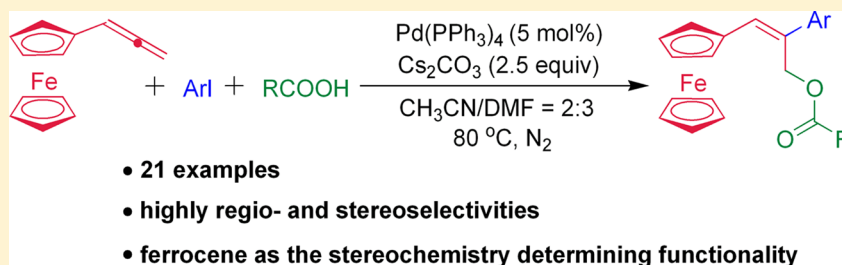 Pd(PPh3)4 (5 mol%)
Cs2CO3 (2.5 equiv)
Fe + ArI + RCOOH
CH3CN/DMF = 2:3
80 °C, N2
Ar
Fe
O
O
R
• 21 examples
• highly regio- and stereoselectivities
• ferrocene as the stereochemistry determining functionality